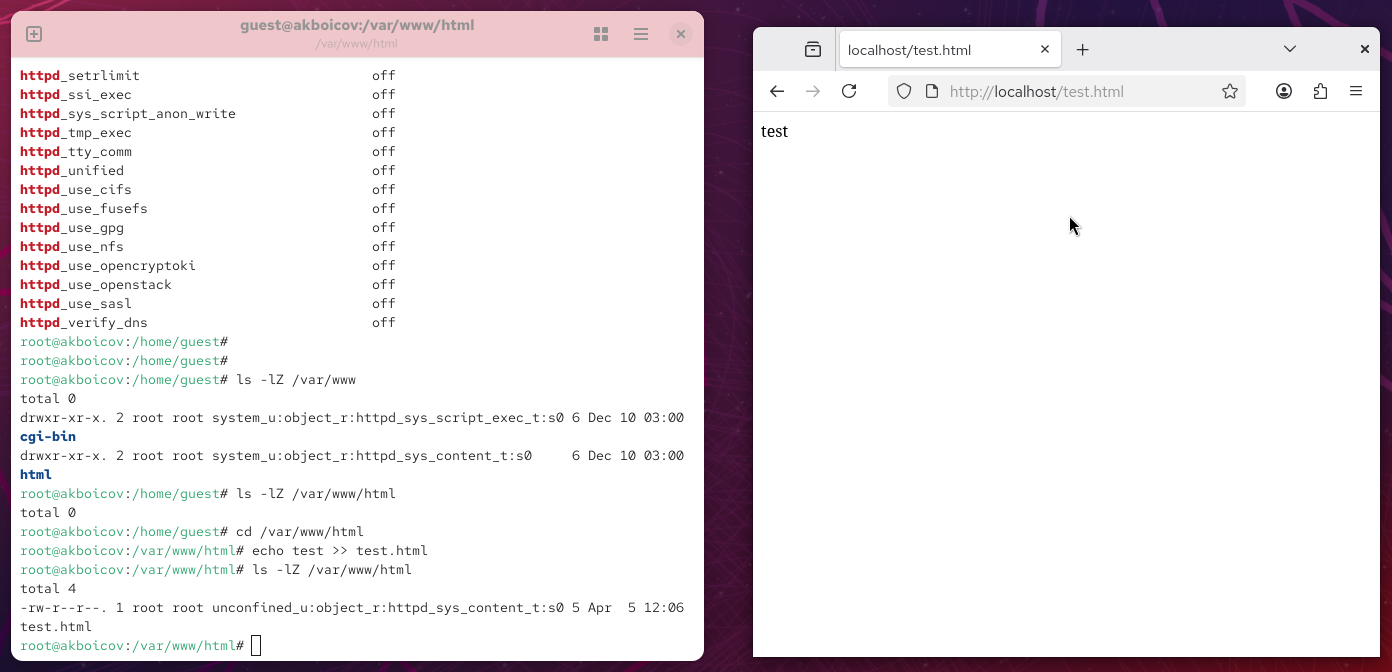 guest@akboicov:/var/www/html
/var/www/html
httpd_setrlimit off
httpd_ssi_exec off
httpd_sys_script_anon_write off
httpd_tmp_exec off
httpd_tty_comm off
httpd_unified off
httpd_use_cifs off
httpd_use_fusefs off
httpd_use_gpg off
httpd_use_nfs off
httpd_use_opencryptoki off
httpd_use_openstack off
httpd_use_sasl off
httpd_verify_dns off
root@akboicov:/home/guest#
root@akboicov:/home/guest#
root@akboicov:/home/guest# ls -lZ /var/www
total 0
drwxr-xr-x. 2 root root system_u:object_r:httpd_sys_script_exec_t:s0 6 Dec 10 03:00
cgi-bin
drwxr-xr-x. 2 root root system_u:object_r:httpd_sys_content_t:s0     6 Dec 10 03:00
html
root@akboicov:/home/guest# ls -lZ /var/www/html
total 0
root@akboicov:/home/guest# cd /var/www/html
root@akboicov:/var/www/html# echo test >> test.html
root@akboicov:/var/www/html# ls -lZ /var/www/html
total 4
-rw-r--r--. 1 root root unconfined_u:object_r:httpd_sys_content_t:s0 5 Apr  5 12:06
test.html
root@akboicov:/var/www/html#
localhost/test.html
http://localhost/test.html
test